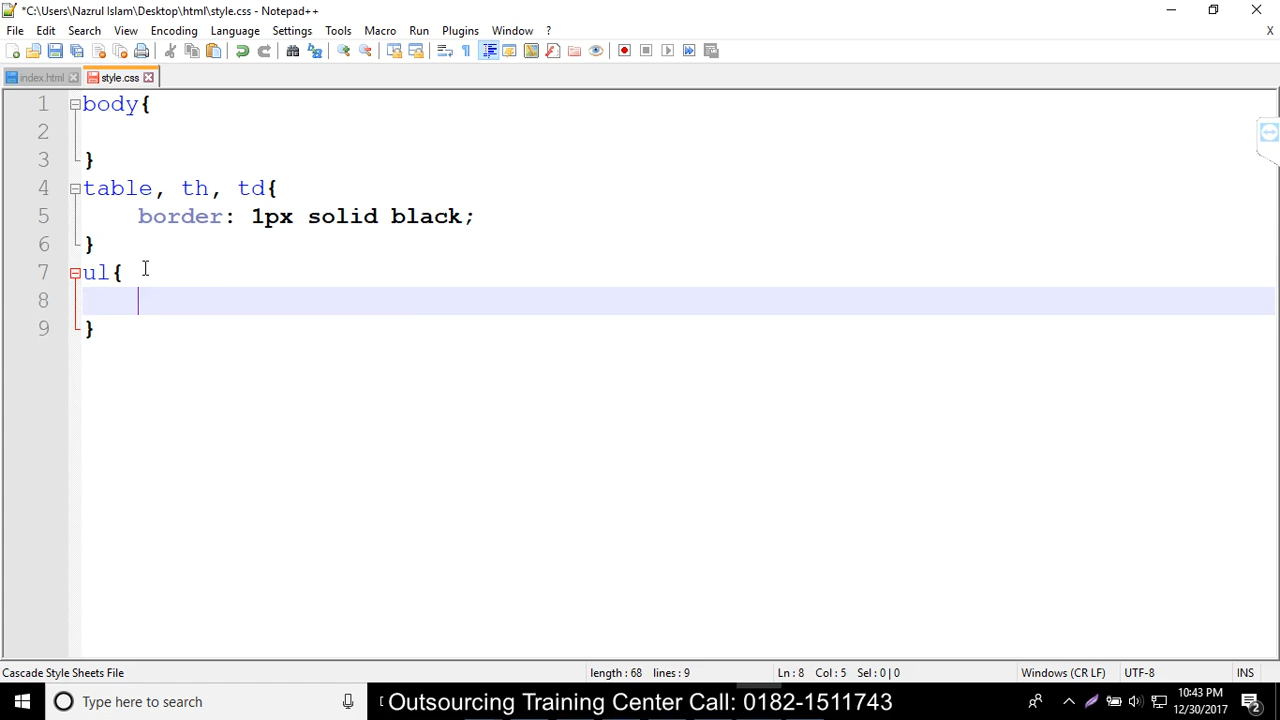 *C:\Users\Nazrul Islam\Desktop\html\style.css - Notepad++
File Edit Search View Encoding Language Settings Tools Macro Run Plugins Window ? X
index.html style.css
1 body{
2
3 }
4 table, th, td{
5 border: 1px solid black;
6 }
7 ul{
8
9 }
Cascade Style Sheets File length : 68 lines : 9 Ln : 8 Col : 5 Sel : 0 | 0 Windows (CR LF) UTF-8 INS
Type here to search
[ Outsourcing Training Center Call: 0182-1511743
10:43 PM
12/30/2017
2